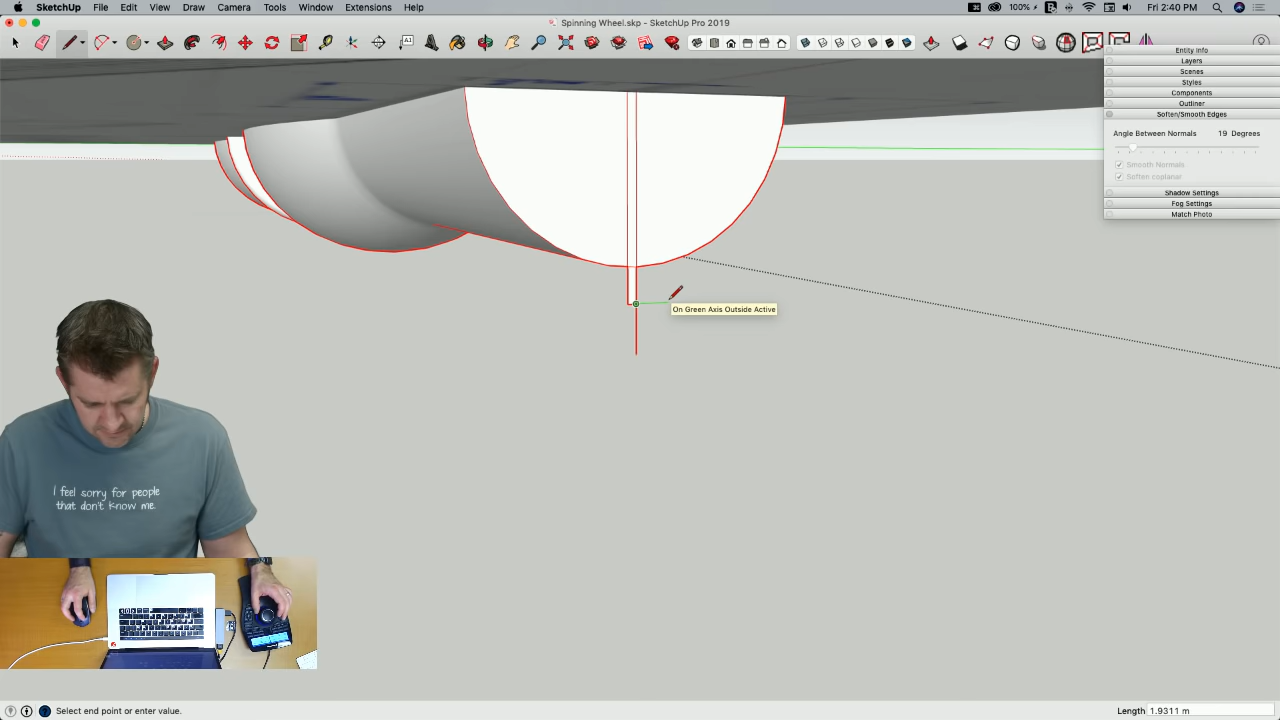 SketchUp File Edit View Draw Camera Tools Window Extensions Help
100% Fri 2:40 PM
Spinning Wheel.skp - SketchUp Pro 2019
Entity Info
Layers
Scenes
Styles
Components
Outliner
Soften/Smooth Edges
Angle Between Normals 19 Degrees
Smooth Normals
Soften coplanar
Shadow Settings
Fog Settings
Match Photo
On Green Axis Outside Active
I feel sorry for people
that don't know me.
Select end point or enter value.
Length 1.9311 m